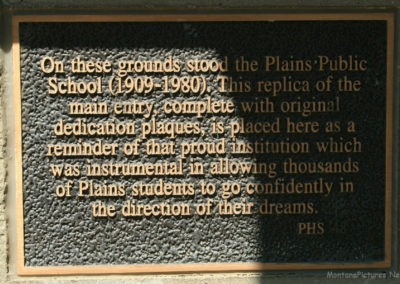 On these grounds stood the Plains Public
School (1909-1980). This replica of the
main entry, complete with original
dedication plaques, is placed here as a
reminder of that proud institution which
was instrumental in allowing thousands
of Plains students to go confidently in
the direction of their dreams.
PHS
MontanaPictures.Net